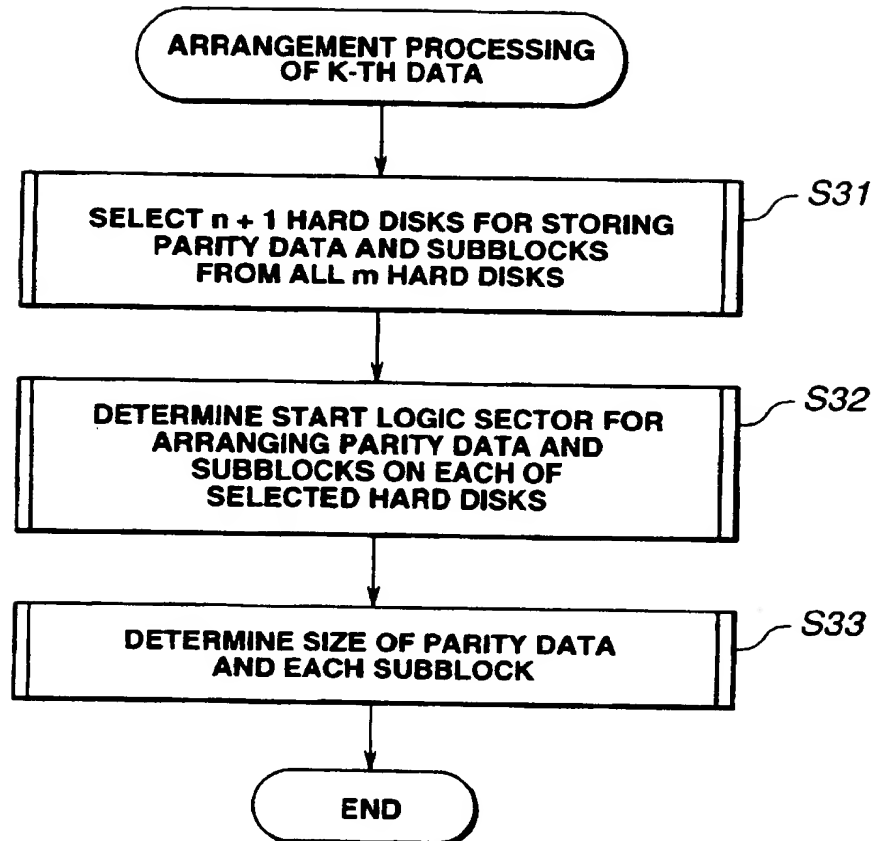 ARRANGEMENT PROCESSING
OF K-TH DATA
S31
SELECT n + 1 HARD DISKS FOR STORING
PARITY DATA AND SUBBLOCKS
FROM ALL m HARD DISKS
S32
DETERMINE START LOGIC SECTOR FOR
ARRANGING PARITY DATA AND
SUBBLOCKS ON EACH OF
SELECTED HARD DISKS
S33
DETERMINE SIZE OF PARITY DATA
AND EACH SUBBLOCK
END